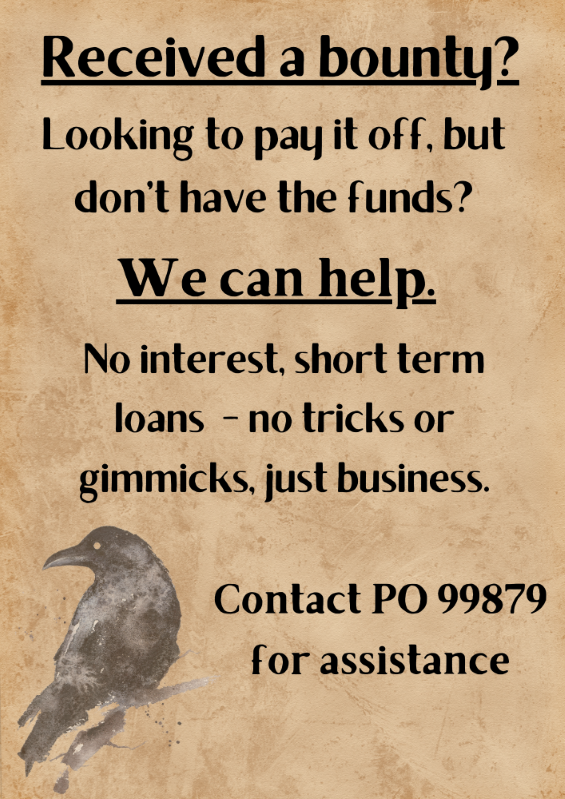 Received a bounty?
Looking to pay it off, but
don't have the funds?
We can help.
No interest, short term
loans - no tricks or
gimmicks, just business.
Contact PO 99879
for assistance